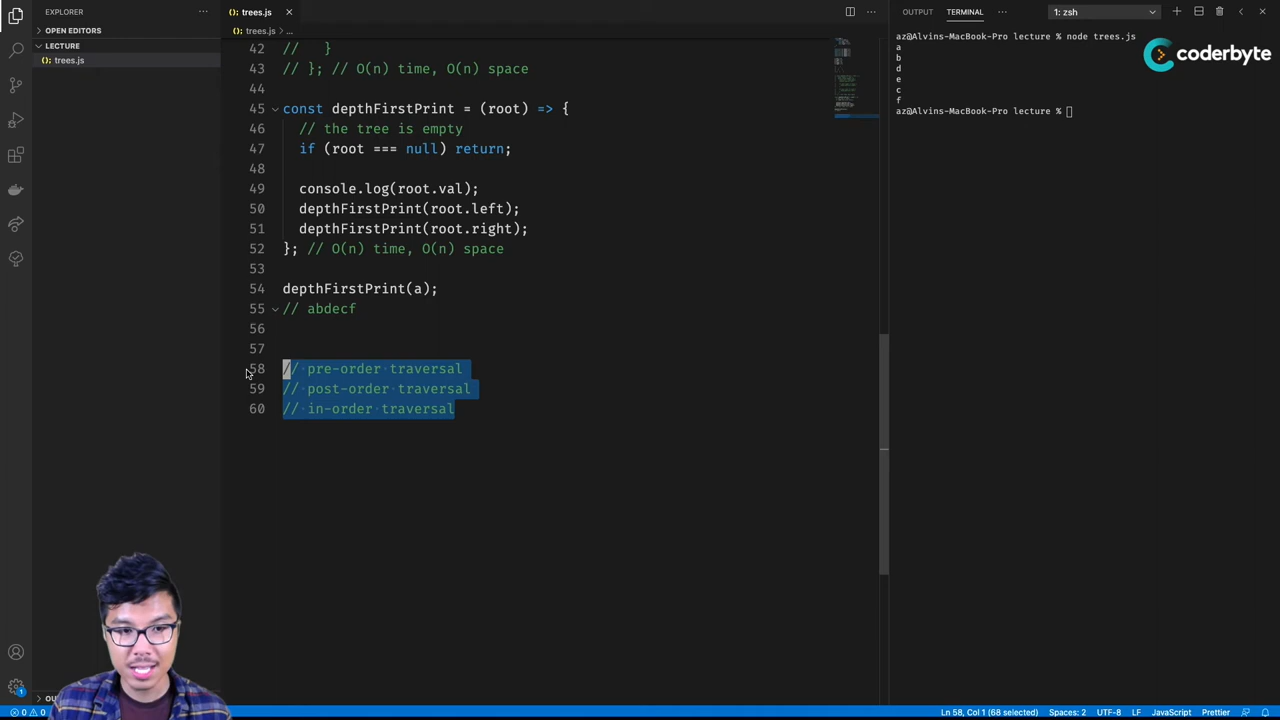 EXPLORER
OPEN EDITORS
LECTURE
trees.js
trees.js
trees.js > ...
42 //   }
43 // }; // O(n) time, O(n) space
44
45 const depthFirstPrint = (root) => {
46   // the tree is empty
47   if (root === null) return;
48
49   console.log(root.val);
50   depthFirstPrint(root.left);
51   depthFirstPrint(root.right);
52 }; // O(n) time, O(n) space
53
54 depthFirstPrint(a);
55 // abdecf
56
57
58 // pre-order traversal
59 // post-order traversal
60 // in-order traversal
OUTPUT TERMINAL ... 1: zsh
az@Alvins-MacBook-Pro lecture % node trees.js
a
b
d
e
c
f
az@Alvins-MacBook-Pro lecture %
coderbyte
0 0
Ln 58, Col 1 (68 selected) Spaces: 2 UTF-8 LF JavaScript Prettier